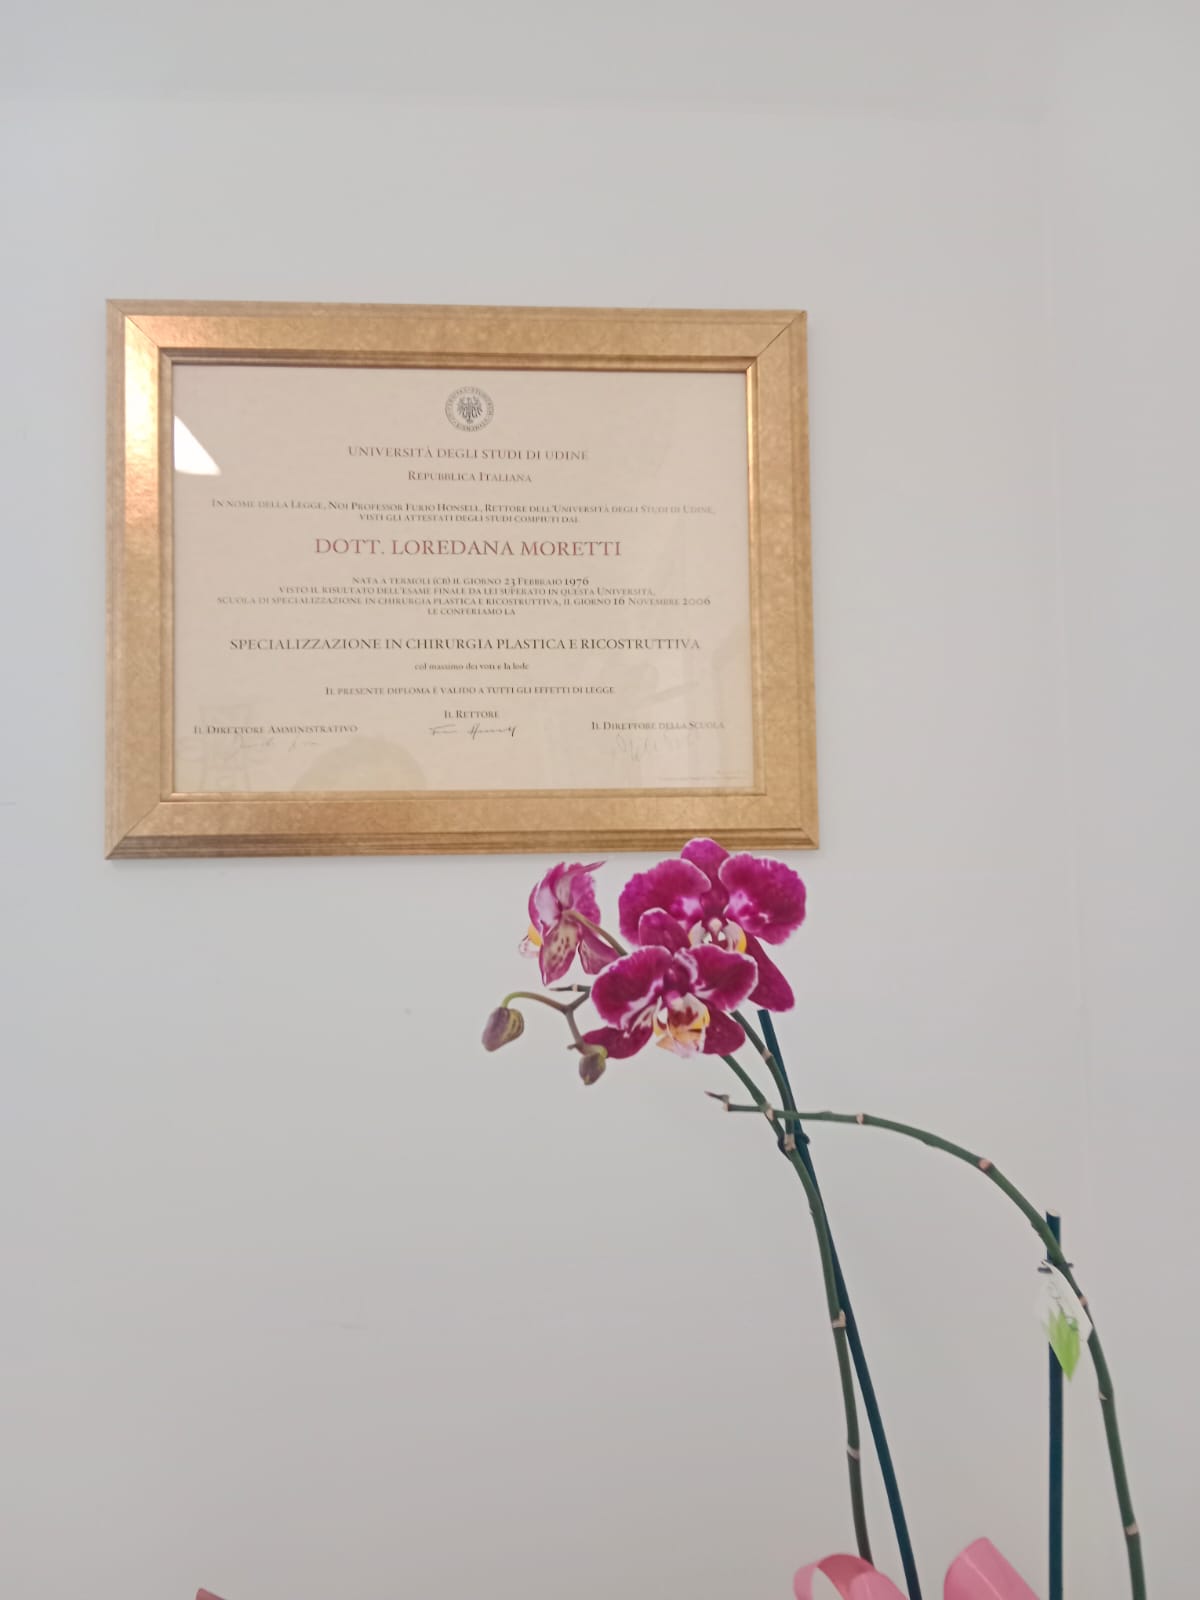 UNIVERSITÀ DEGLI STUDI DI UDINE
REPUBBLICA ITALIANA
IN NOME DELLA LEGGE, NOI PROFESSOR FURIO HONSELL, RETTORE DELL'UNIVERSITÀ DEGLI STUDI DI UDINE,
VISTI GLI ATTESTATI DEGLI STUDI COMPIUTI DAL
DOTT. LOREDANA MORETTI
NATA A TERMOLI (CB) IL GIORNO 23 FEBBRAIO 1976
VISTO IL RISULTATO DELL'ESAME FINALE DA LEI SUPERATO IN QUESTA UNIVERSITÀ,
SCUOLA DI SPECIALIZZAZIONE IN CHIRURGIA PLASTICA E RICOSTRUTTIVA, IL GIORNO 16 NOVEMBRE 2006
LE CONFERIAMO LA
SPECIALIZZAZIONE IN CHIRURGIA PLASTICA E RICOSTRUTTIVA
col massimo dei voti e la lode
IL PRESENTE DIPLOMA È VALIDO A TUTTI GLI EFFETTI DI LEGGE
IL RETTORE
IL DIRETTORE AMMINISTRATIVO
IL DIRETTORE DELLA SCUOLA